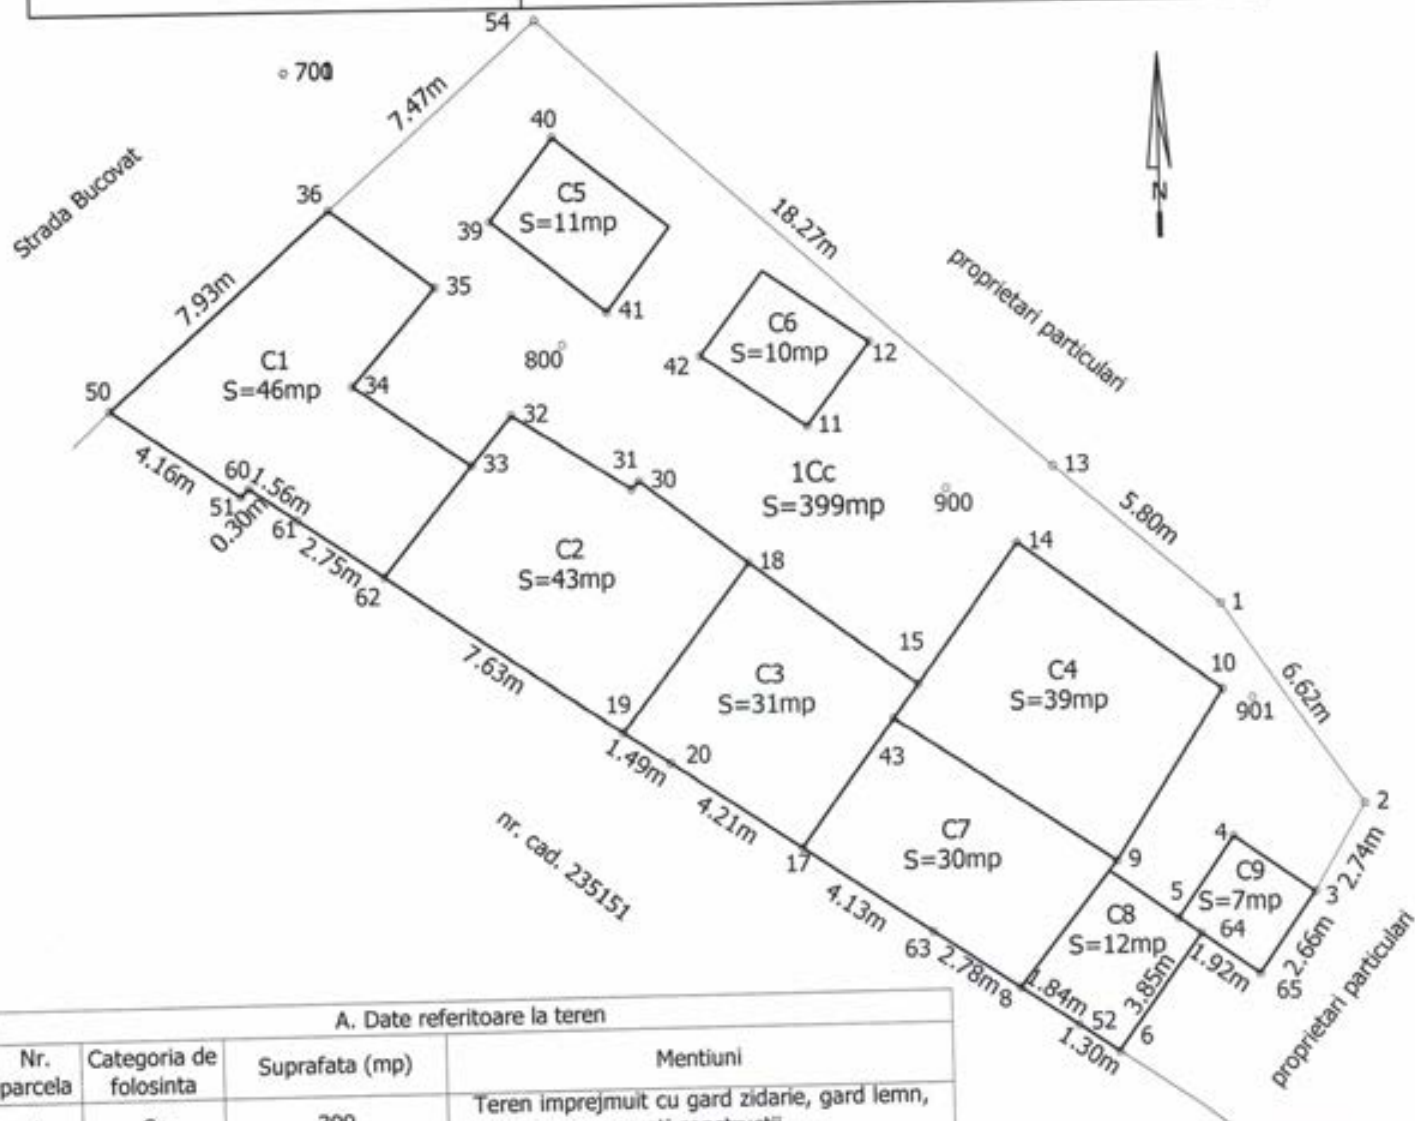 54
700
7.47m
40
Strada Bucovat
36
C5
S=11mp
39
18.27m
N
proprietari particulari
7.93m
35
41
C6
S=10mp
12
42
800
C1
S=46mp
34
50
32
11
4.16m
60
1.56m
33
31
30
13
1Cc
S=399mp
900
51
0.30m
61
2.75m
62
C2
S=43mp
18
14
5.80m
1
15
7.63m
C3
S=31mp
C4
S=39mp
10
901
6.62m
19
1.49m
20
43
4.21m
2
nr. cad. 235151
17
C7
S=30mp
9
4
C9
S=7mp
3
2.74m
5
64
4.13m
63
2.78m
8
C8
S=12mp
3.85m
1.92m
65
2.66m
1.84m
52
6
1.30m
proprietari particulari
A. Date referitoare la teren
Nr. parcela
Categoria de folosinta
Suprafata (mp)
Mentiuni
Teren imprejmuit cu gard zidarie, gard lemn,